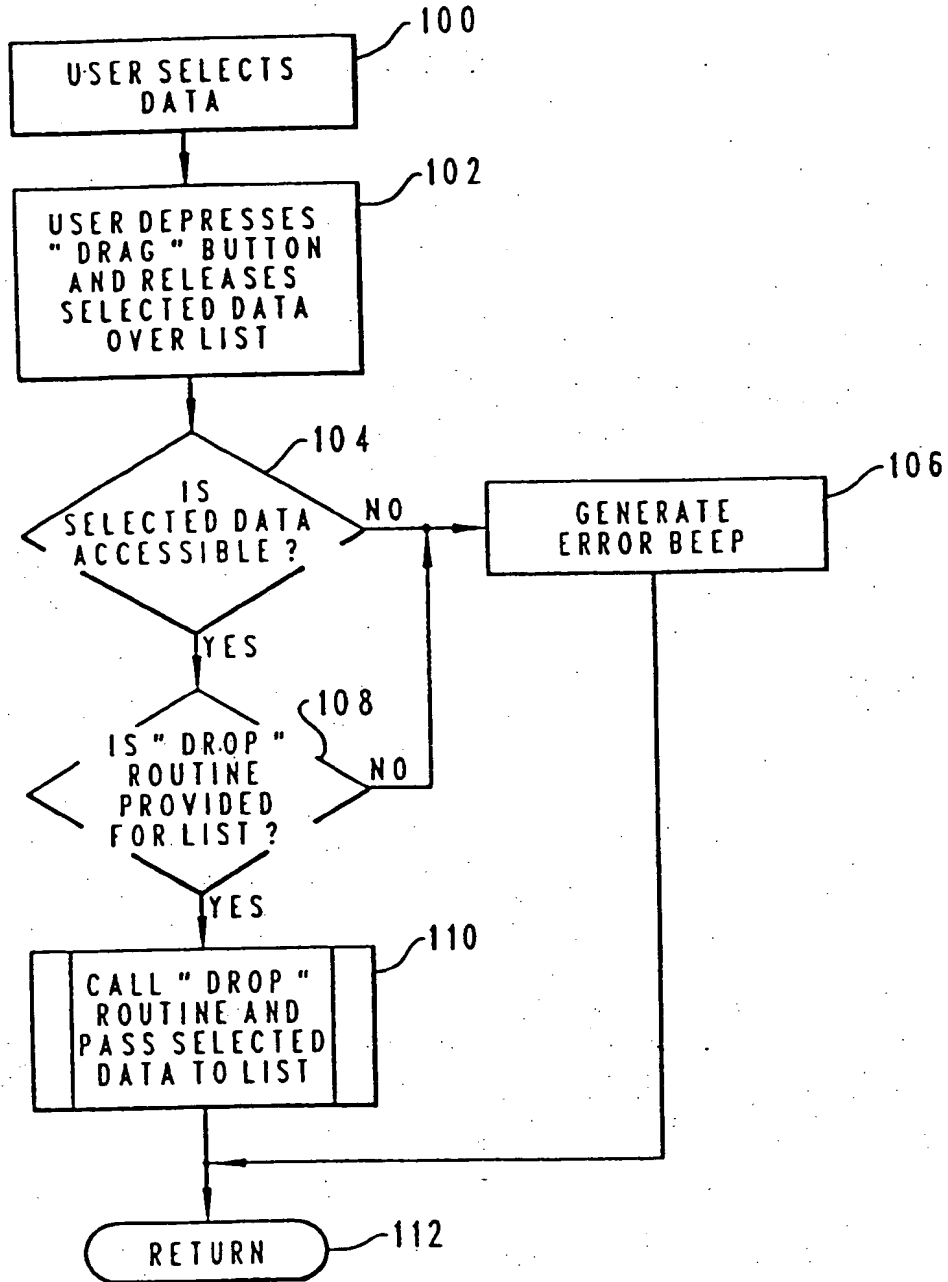 100
USER SELECTS
DATA
102
USER DEPRESSES
"DRAG" BUTTON
AND RELEASES
SELECTED DATA
OVER LIST
104
IS
SELECTED DATA
ACCESSIBLE ?
NO
YES
106
GENERATE
ERROR BEEP
108
IS "DROP"
ROUTINE
PROVIDED
FOR LIST ?
NO
YES
110
CALL "DROP"
ROUTINE AND
PASS SELECTED
DATA TO LIST
RETURN
112